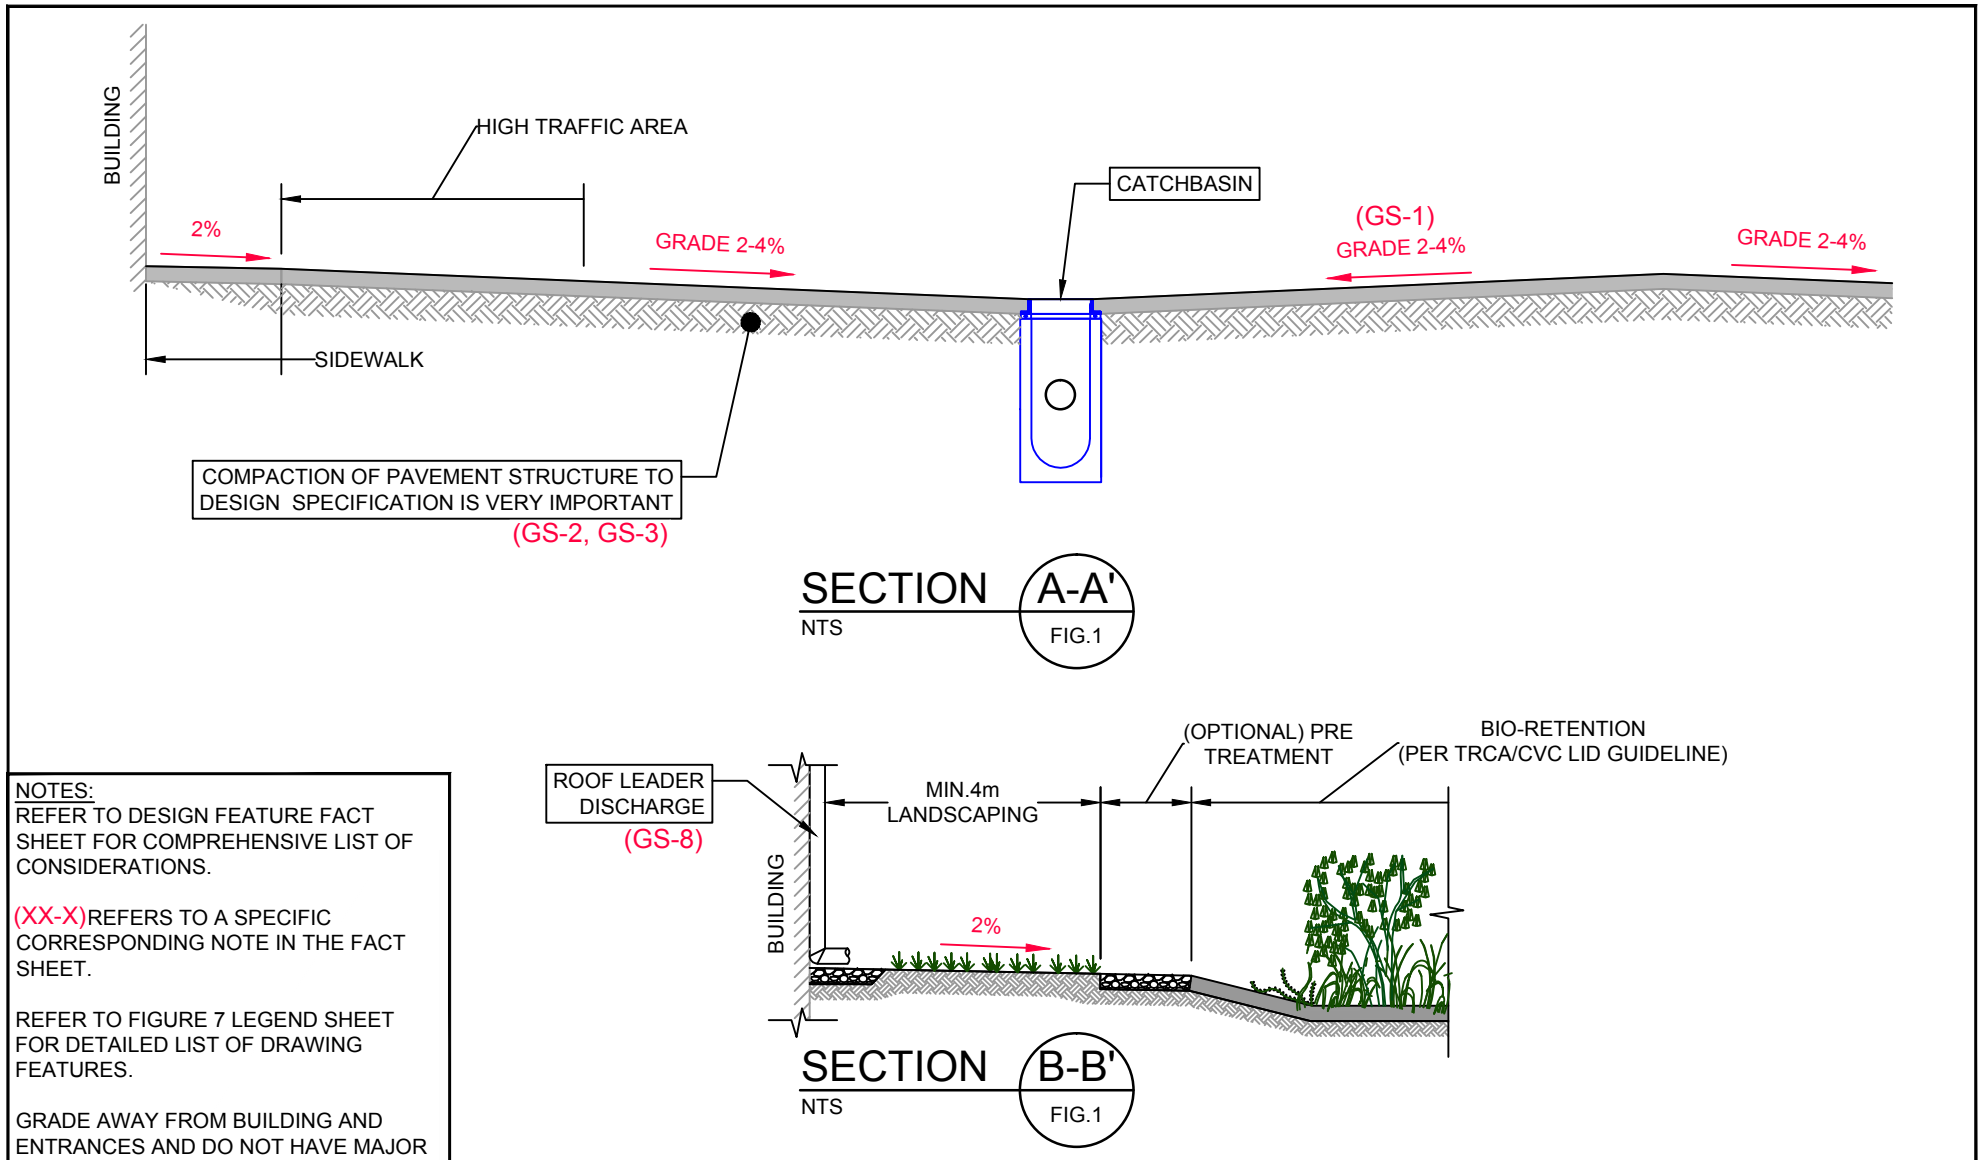 BUILDING
HIGH TRAFFIC AREA
CATCHBASIN
2%
GRADE 2-4%
(GS-1)
GRADE 2-4%
GRADE 2-4%
SIDEWALK
COMPACTION OF PAVEMENT STRUCTURE TO
DESIGN SPECIFICATION IS VERY IMPORTANT
(GS-2, GS-3)
SECTION A-A'
NTS FIG.1
ROOF LEADER
DISCHARGE
(GS-8)
BUILDING
MIN.4m
LANDSCAPING
(OPTIONAL) PRE
TREATMENT
BIO-RETENTION
(PER TRCA/CVC LID GUIDELINE)
2%
SECTION B-B'
NTS FIG.1
NOTES:
REFER TO DESIGN FEATURE FACT
SHEET FOR COMPREHENSIVE LIST OF
CONSIDERATIONS.
(XX-X) REFERS TO A SPECIFIC
CORRESPONDING NOTE IN THE FACT
SHEET.
REFER TO FIGURE 7 LEGEND SHEET
FOR DETAILED LIST OF DRAWING
FEATURES.
GRADE AWAY FROM BUILDING AND
ENTRANCES AND DO NOT HAVE MAJOR